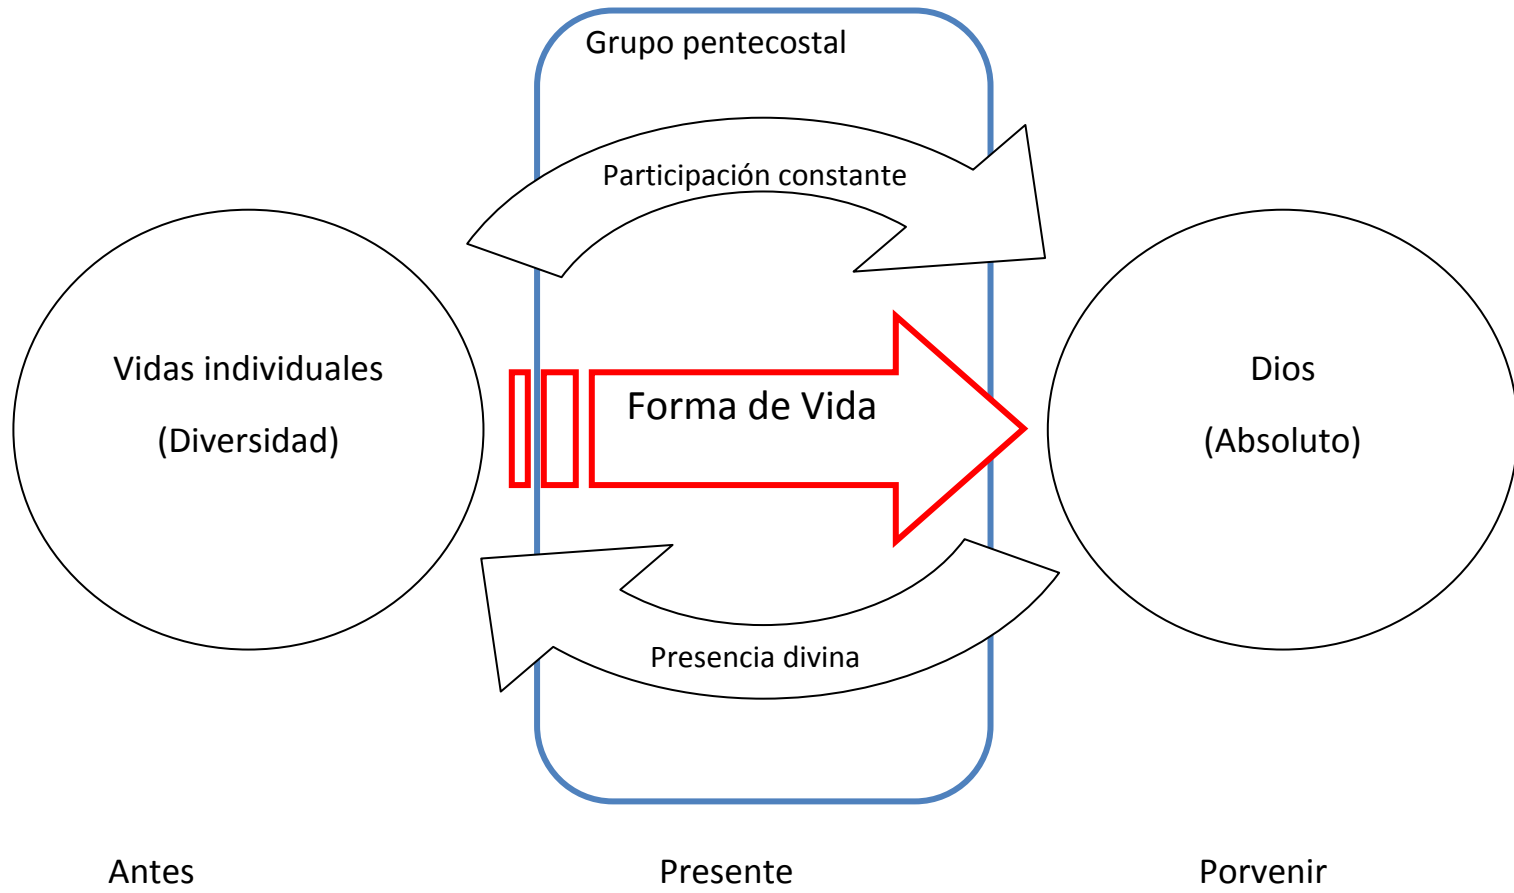 Grupo pentecostal
Participación constante
Vidas individuales
(Diversidad)
Forma de Vida
Dios
(Absoluto)
Presencia divina
Antes
Presente
Porvenir